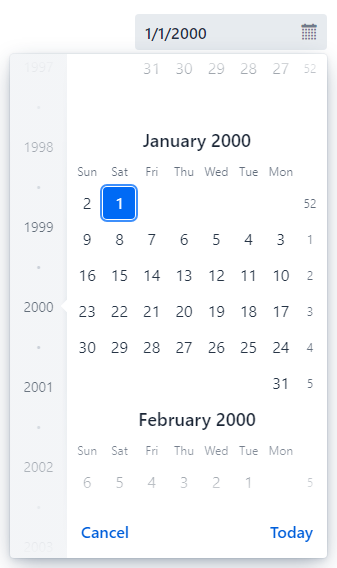 1/1/2000
1997
31 30 29 28 27 52
1998
1999
2000
2001
2002
2003
January 2000
Sun Sat Fri Thu Wed Tue Mon
2 1 52
9 8 7 6 5 4 3 1
16 15 14 13 12 11 10 2
23 22 21 20 19 18 17 3
30 29 28 27 26 25 24 4
31 5
February 2000
Sun Sat Fri Thu Wed Tue Mon
6 5 4 3 2 1 5
Cancel Today